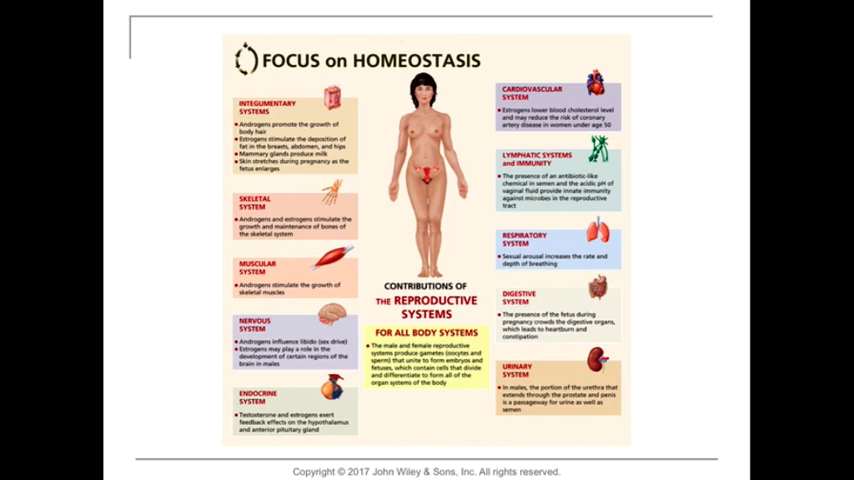 FOCUS on HOMEOSTASIS
INTEGUMENTARY
SYSTEMS
• Androgens promote the growth of
body hair
• Estrogens stimulate the deposition of
fat in the breasts, abdomen, and hips
• Mammary glands produce milk
• Skin stretches during pregnancy as the
fetus enlarges
SKELETAL
SYSTEM
• Androgens and estrogens stimulate the
growth and maintenance of bones of
the skeletal system
MUSCULAR
SYSTEM
• Androgens stimulate the growth of
skeletal muscles
NERVOUS
SYSTEM
• Androgens influence libido (sex drive)
• Estrogens may play a role in the
development of certain regions of the
brain in males
ENDOCRINE
SYSTEM
• Testosterone and estrogens exert
feedback effects on the hypothalamus
and anterior pituitary gland
CONTRIBUTIONS OF
THE REPRODUCTIVE
SYSTEMS
FOR ALL BODY SYSTEMS
• The male and female reproductive
systems produce gametes (oocytes and
sperm) that unite to form embryos and
fetuses, which contain cells that divide
and differentiate to form all of the
organ systems of the body
CARDIOVASCULAR
SYSTEM
• Estrogens lower blood cholesterol level
and may reduce the risk of coronary
artery disease in women under age 50
LYMPHATIC SYSTEMS
and IMMUNITY
• The presence of an antibiotic-like
chemical in semen and the acidic pH of
vaginal fluid provide innate immunity
against microbes in the reproductive
tract
RESPIRATORY
SYSTEM
• Sexual arousal increases the rate and
depth of breathing
DIGESTIVE
SYSTEM
• The presence of the fetus during
pregnancy crowds the digestive organs,
which leads to heartburn and
constipation
URINARY
SYSTEM
• In males, the portion of the urethra that
extends through the prostate and penis
is a passageway for urine as well as
semen
Copyright © 2017 John Wiley & Sons, Inc. All rights reserved.